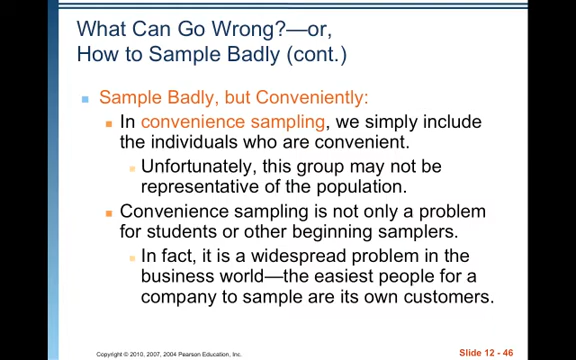 What Can Go Wrong?—or,
How to Sample Badly (cont.)
Sample Badly, but Conveniently:
In convenience sampling, we simply include
the individuals who are convenient.
Unfortunately, this group may not be
representative of the population.
Convenience sampling is not only a problem
for students or other beginning samplers.
In fact, it is a widespread problem in the
business world—the easiest people for a
company to sample are its own customers.
Copyright © 2010, 2007, 2004 Pearson Education, Inc.
Slide 12 - 46